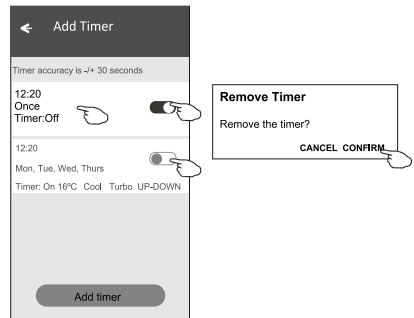 Add Timer
Timer accuracy is -/+ 30 seconds
12:20
Once
Timer:Off
12:20
Mon, Tue, Wed, Thurs
Timer: On 16ºC Cool Turbo UP-DOWN
Add timer
Remove Timer
Remove the timer?
CANCEL CONFIRM